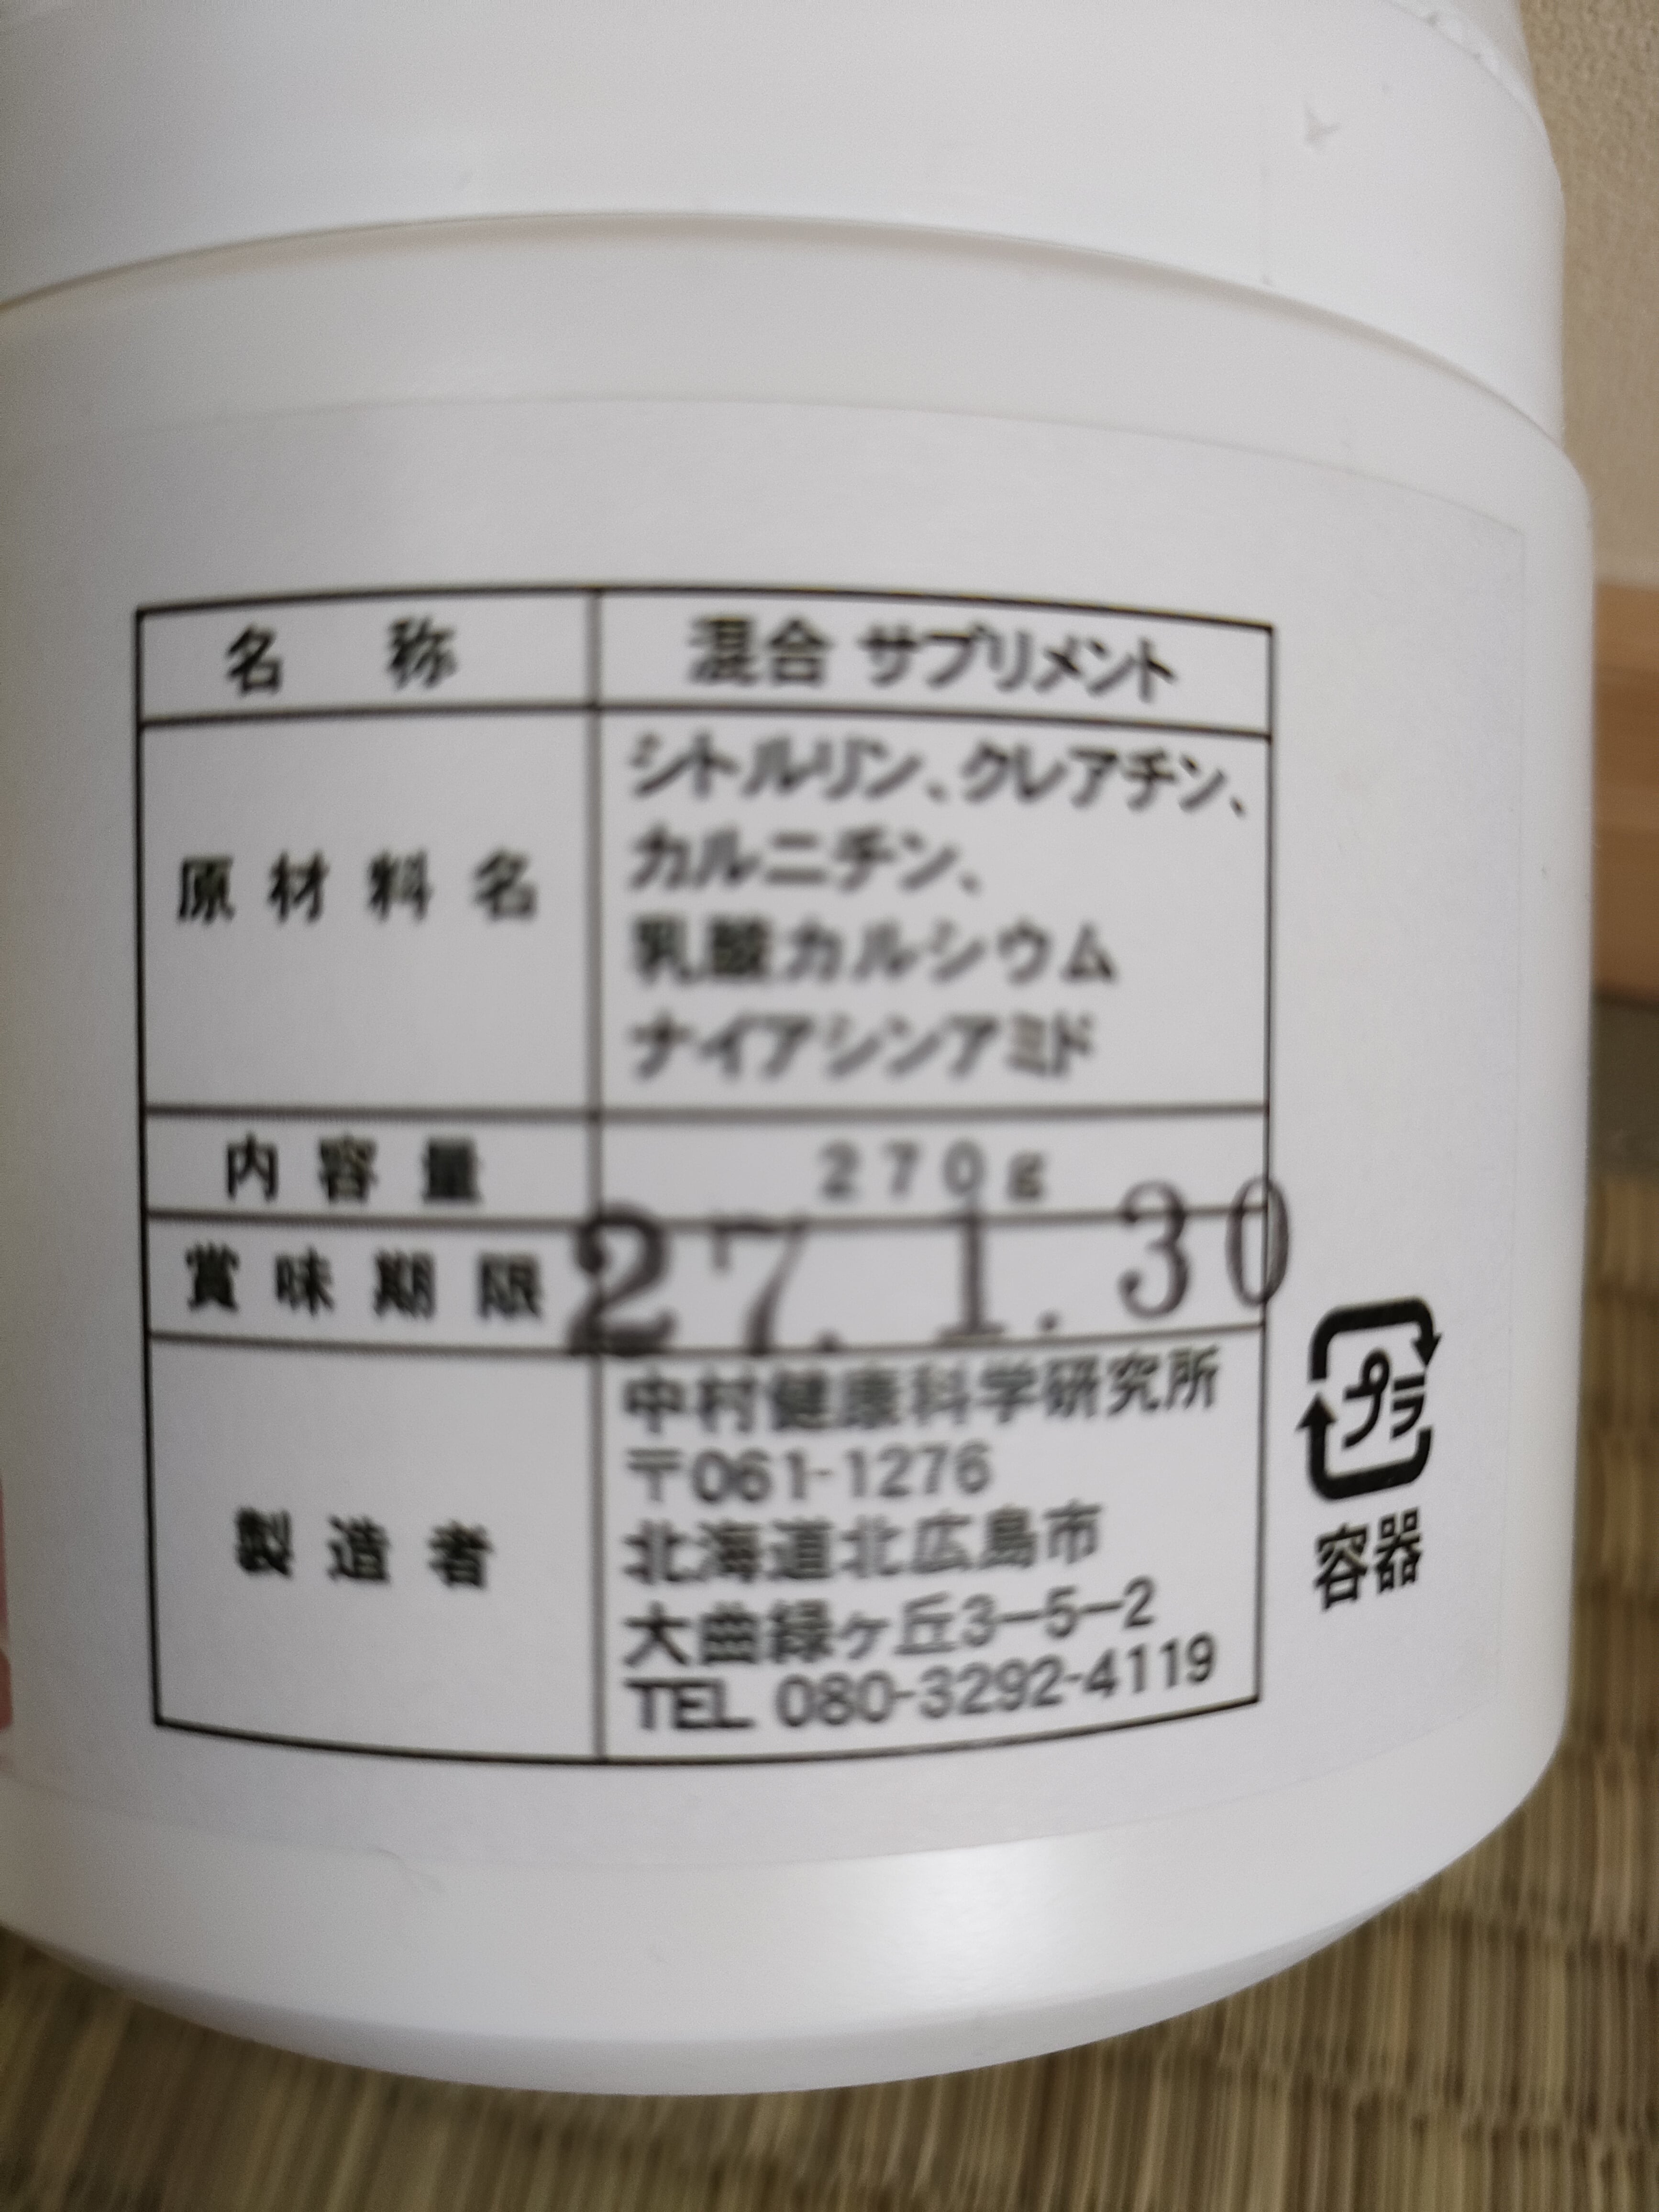 名 称 混合 サプリメント
原 材 料 名 シトルリン、クレアチン、
カルニチン、
乳酸カルシウム
ナイアシンアミド
内 容 量 270g
賞 味 期 限 27. 1. 30
製 造 者 中村健康科学研究所
〒061-1276
北海道北広島市
大曲緑ヶ丘3-5-2
TEL 080-3292-4119
プラ
容器